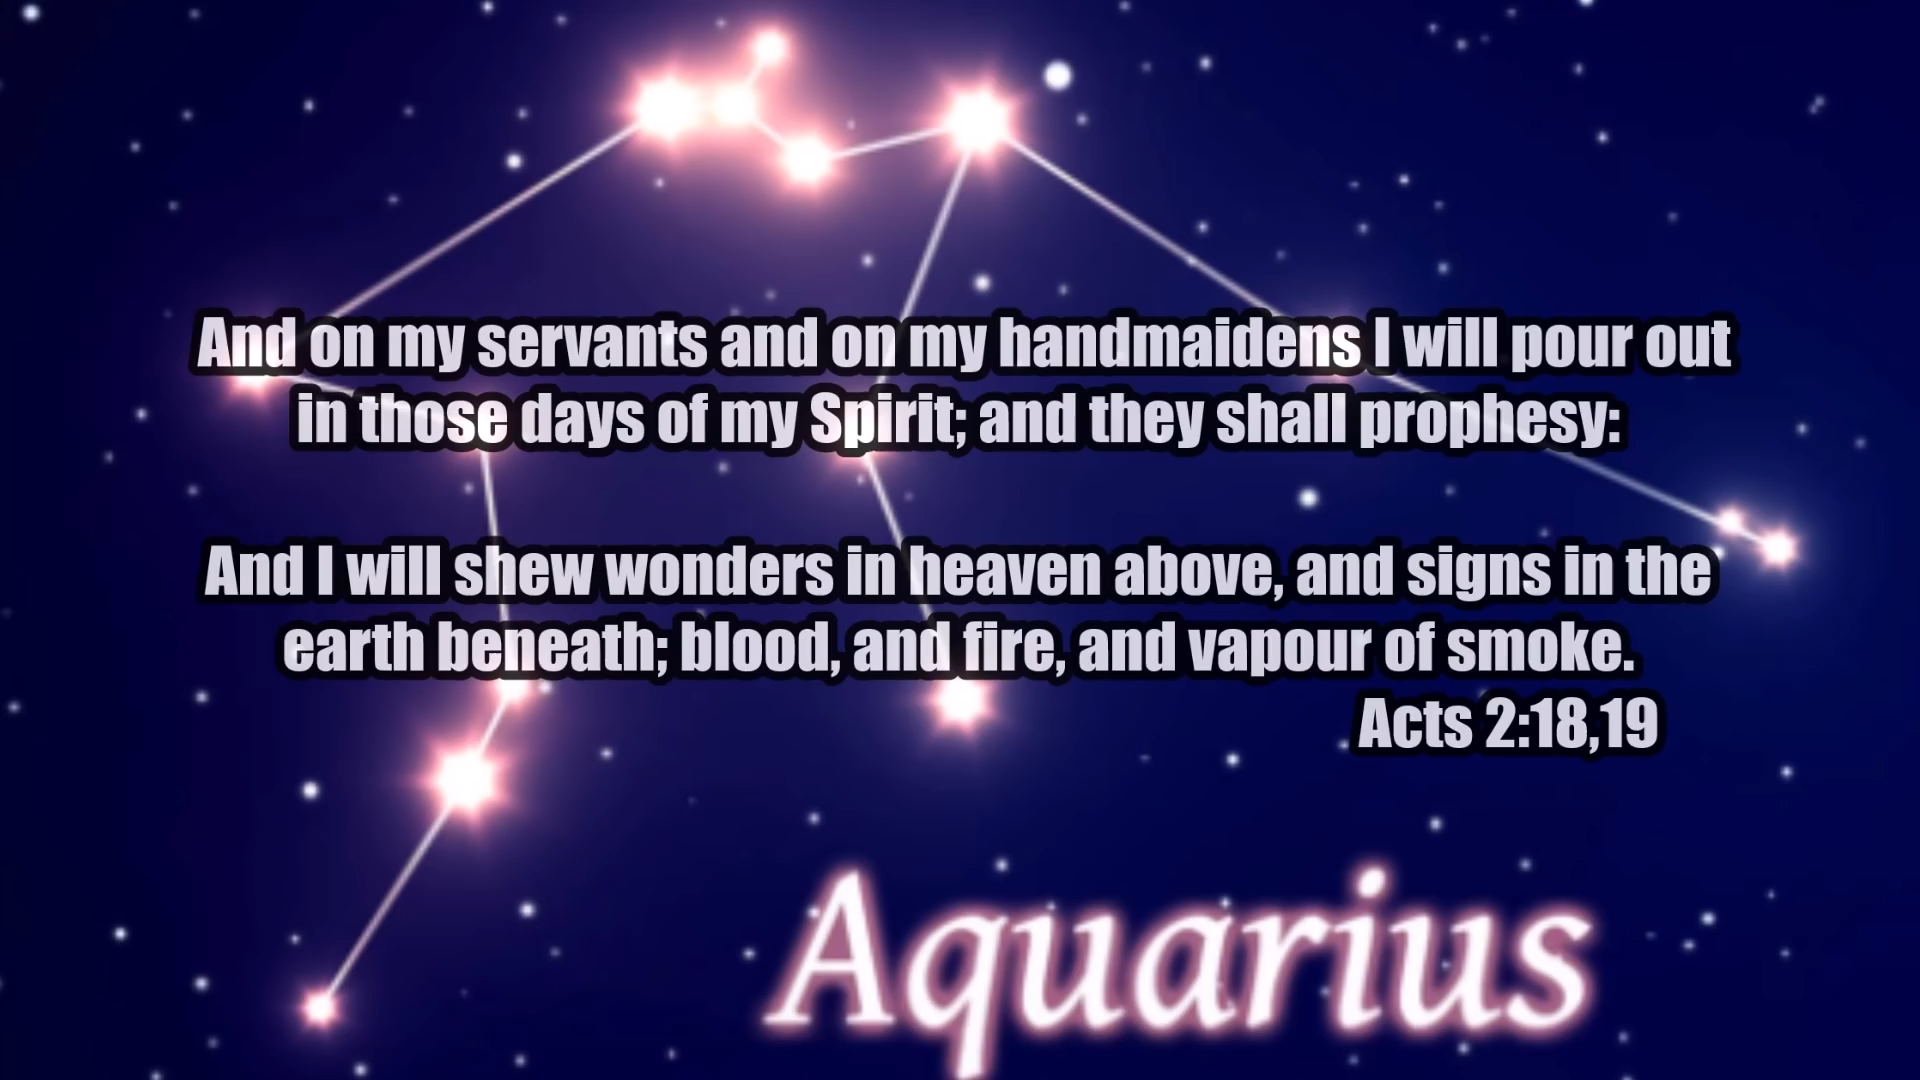 And on my servants and on my handmaidens I will pour out
in those days of my Spirit; and they shall prophesy:
And I will shew wonders in heaven above, and signs in the
earth beneath; blood, and fire, and vapour of smoke.
Acts 2:18,19
Aquarius